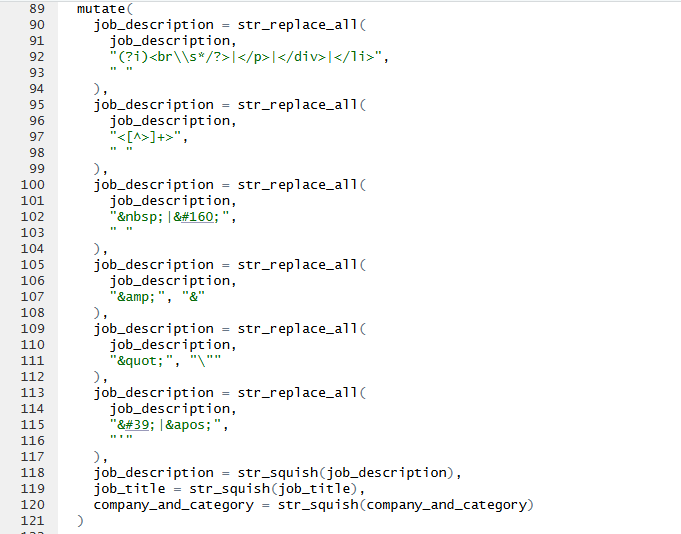 89 mutate(
90 job_description = str_replace_all(
91 job_description,
92 "(?i)<br\\s*/?>|</p>|</div>|</li>",
93 " "
94 ),
95 job_description = str_replace_all(
96 job_description,
97 "<[^>]+>",
98 " "
99 ),
100 job_description = str_replace_all(
101 job_description,
102 "&nbsp;|&#160;",
103 " "
104 ),
105 job_description = str_replace_all(
106 job_description,
107 "&amp;", "&"
108 ),
109 job_description = str_replace_all(
110 job_description,
111 "&quot;", "\""
112 ),
113 job_description = str_replace_all(
114 job_description,
115 "&#39;|&apos;",
116 "'"
117 ),
118 job_description = str_squish(job_description),
119 job_title = str_squish(job_title),
120 company_and_category = str_squish(company_and_category)
121 )